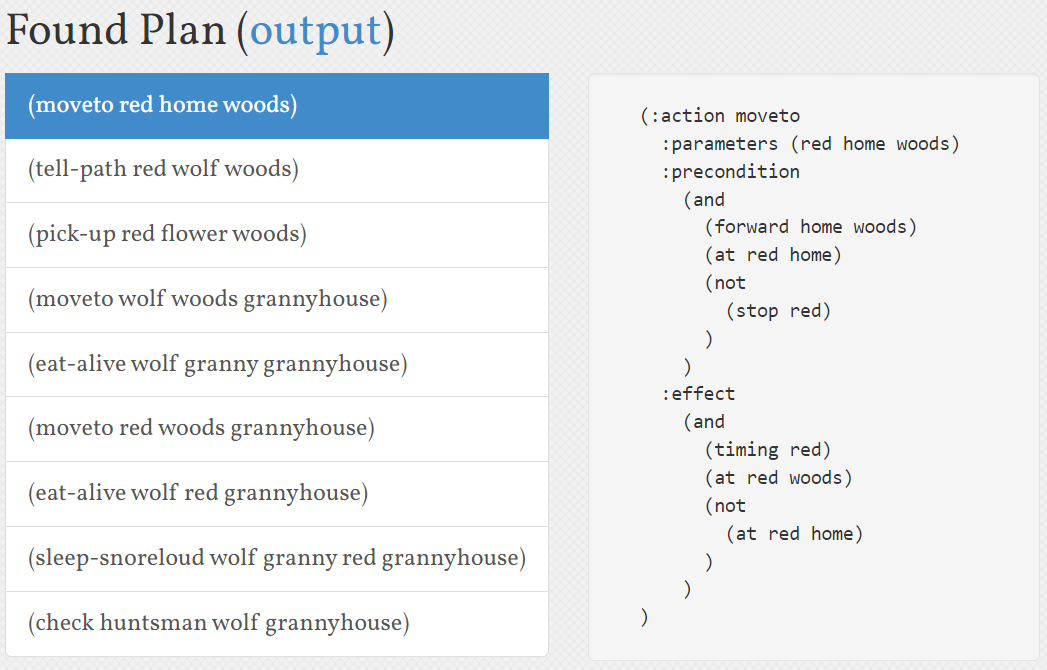 Found Plan (output)
(moveto red home woods)
(tell-path red wolf woods)
(pick-up red flower woods)
(moveto wolf woods grannyhouse)
(eat-alive wolf granny grannyhouse)
(moveto red woods grannyhouse)
(eat-alive wolf red grannyhouse)
(sleep-snoreloud wolf granny red grannyhouse)
(check huntsman wolf grannyhouse)
(:action moveto
  :parameters (red home woods)
  :precondition
    (and
      (forward home woods)
      (at red home)
      (not
        (stop red)
      )
    )
  :effect
    (and
      (timing red)
      (at red woods)
      (not
        (at red home)
      )
    )
)